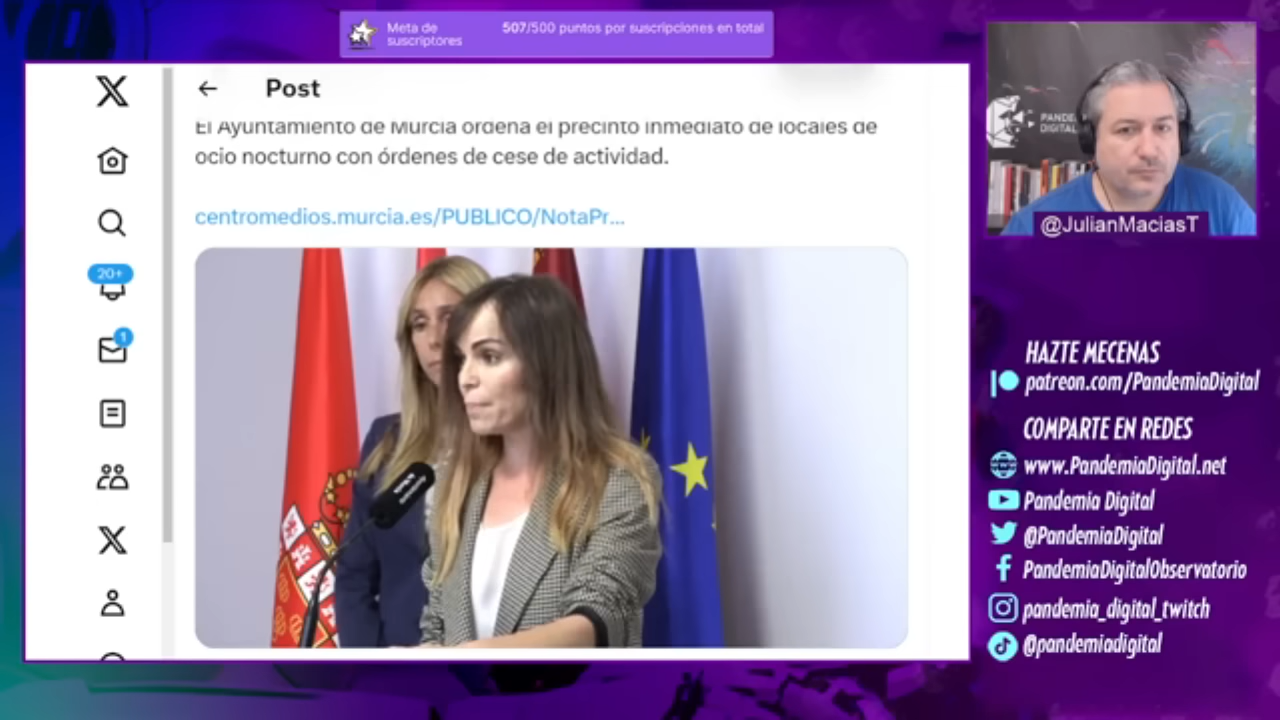 Meta de
suscriptores
507/500 puntos por suscripciones en total
Post
El Ayuntamiento de Murcia ordena el precinto inmediato de locales de
ocio nocturno con órdenes de cese de actividad.
centromedios.murcia.es/PUBLICO/NotaPr...
20+
1
PANDE
DIGITAL
@JulianMaciasT
HAZTE MECENAS
patreon.com/PandemiaDigital
COMPARTE EN REDES
www.PandemiaDigital.net
Pandemia Digital
@PandemiaDigital
PandemiaDigitalObservatorio
pandemia_digital_twitch
@pandemiadigital